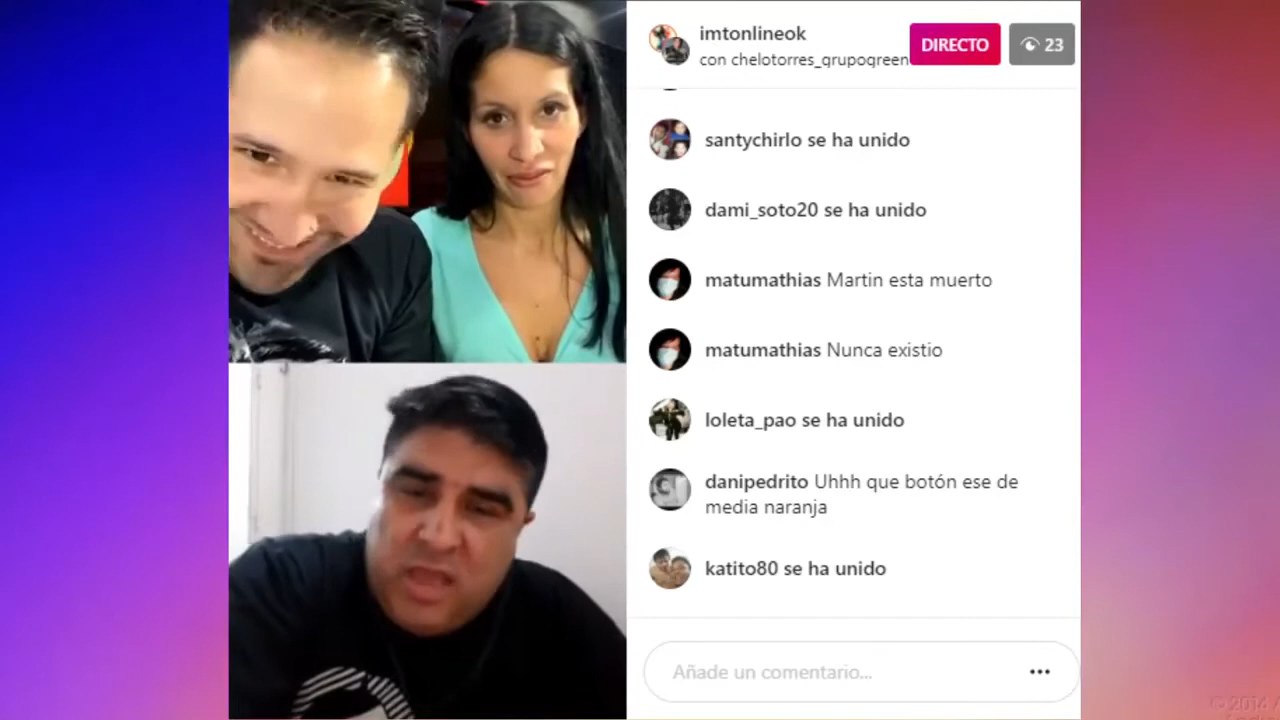 imtonlineok
con chelotorres_grupogreen
DIRECTO
23
santychirlo se ha unido
dami_soto20 se ha unido
matumathias Martin esta muerto
matumathias Nunca existio
loleta_pao se ha unido
danipedrito Uhhh que botón ese de
media naranja
katito80 se ha unido
Añade un comentario...
© 2014